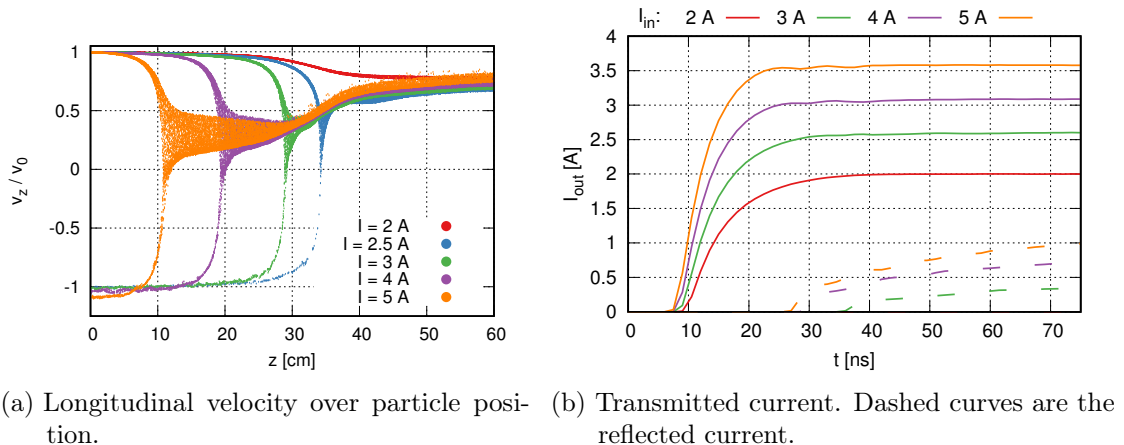 1
0.5
0
-0.5
-1
v_z / v_0
0 10 20 30 40 50 60
z [cm]
I = 2 A
I = 2.5 A
I = 3 A
I = 4 A
I = 5 A
I_in: 2 A 3 A 4 A 5 A
4
3.5
3
2.5
2
1.5
1
0.5
0
I_out [A]
0 10 20 30 40 50 60 70
t [ns]
(a) Longitudinal velocity over particle posi-
tion.
(b) Transmitted current. Dashed curves are the
reflected current.